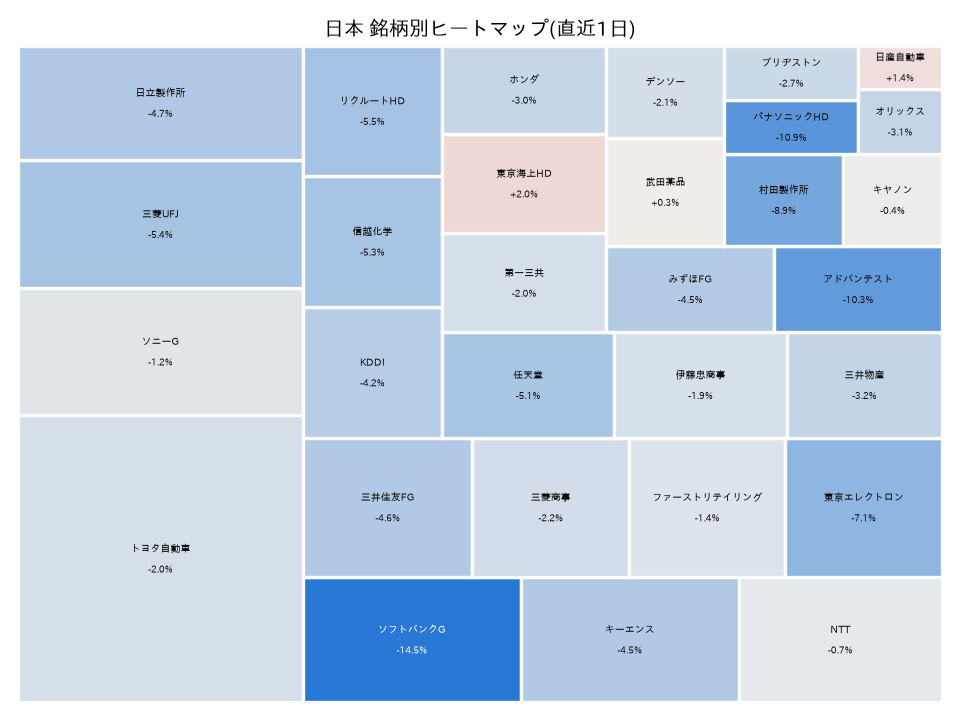 日本 銘柄別ヒートマップ(直近1日)
日立製作所
-4.7%
三菱UFJ
-5.4%
ソニーG
-1.2%
トヨタ自動車
-2.0%
リクルートHD
-5.5%
信越化学
-5.3%
KDDI
-4.2%
ホンダ
-3.0%
東京海上HD
+2.0%
第一三共
-2.0%
デンソー
-2.1%
武田薬品
+0.3%
ブリヂストン
-2.7%
パナソニックHD
-10.9%
日産自動車
+1.4%
オリックス
-3.1%
村田製作所
-8.9%
キヤノン
-0.4%
みずほFG
-4.5%
アドバンテスト
-10.3%
任天堂
-5.1%
伊藤忠商事
-1.9%
三井物産
-3.2%
三井住友FG
-4.6%
三菱商事
-2.2%
ファーストリテイリング
-1.4%
東京エレクトロン
-7.1%
ソフトバンクG
-14.5%
キーエンス
-4.5%
NTT
-0.7%